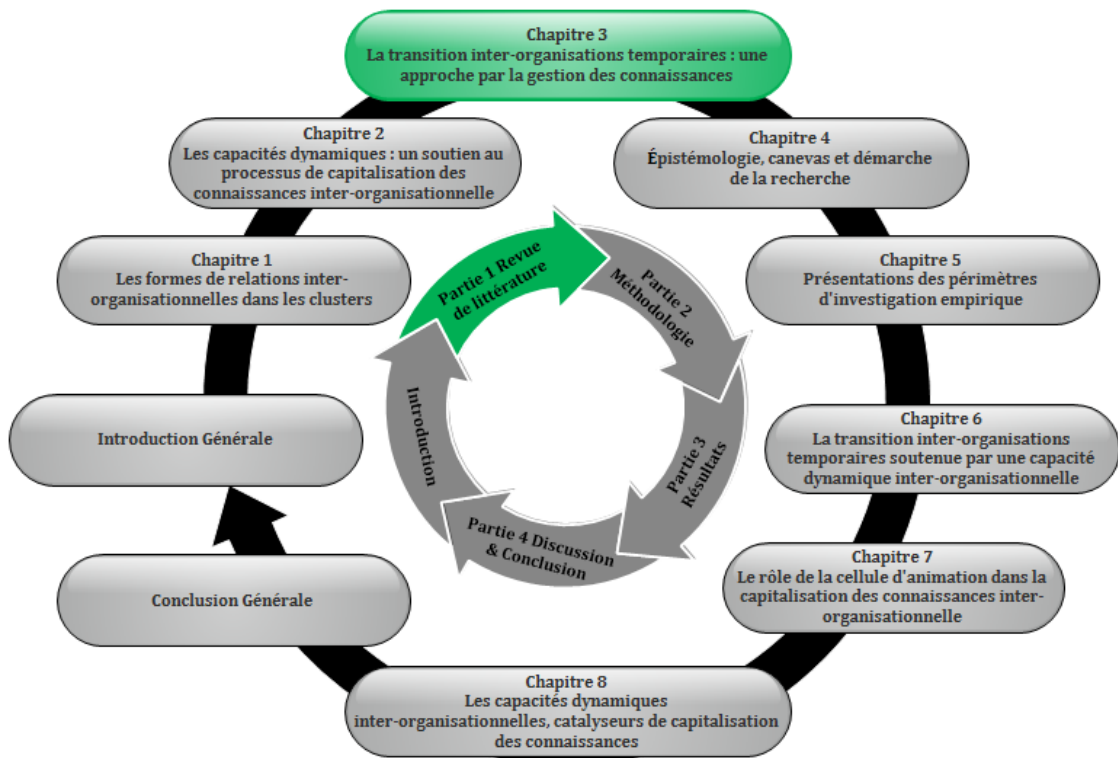 Chapitre 3
La transition inter-organisations temporaires : une
approche par la gestion des connaissances
Chapitre 2
Les capacités dynamiques : un soutien au
processus de capitalisation des
connaissances inter-organisationnelle
Chapitre 4
Épistémologie, canevas et démarche
de la recherche
Chapitre 1
Les formes de relations inter-
organisationnelles dans les clusters
Chapitre 5
Présentations des périmètres
d'investigation empirique
Partie 1 Revue
de littérature
Partie 2
Méthodologie
Introduction
Partie 3
Résultats
Partie 4 Discussion
& Conclusion
Introduction Générale
Chapitre 6
La transition inter-organisations
temporaires soutenue par une capacité
dynamique inter-organisationnelle
Conclusion Générale
Chapitre 7
Le rôle de la cellule d'animation dans la
capitalisation des connaissances inter-
organisationnelle
Chapitre 8
Les capacités dynamiques
inter-organisationnelles, catalyseurs de capitalisation
des connaissances